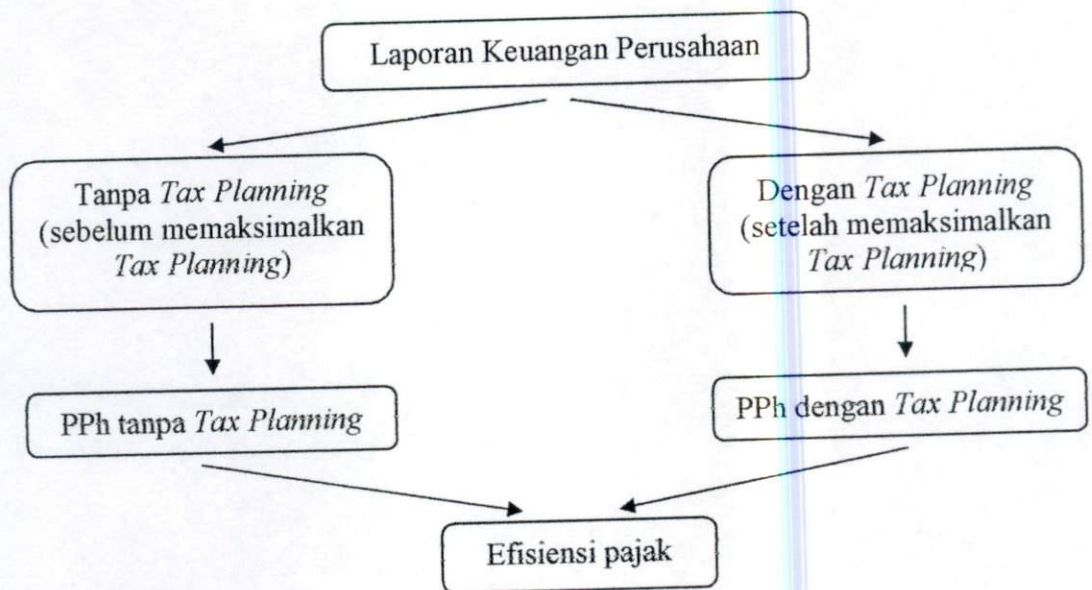 Laporan Keuangan Perusahaan
Tanpa Tax Planning
(sebelum memaksimalkan
Tax Planning)
Dengan Tax Planning
(setelah memaksimalkan
Tax Planning)
PPh tanpa Tax Planning
PPh dengan Tax Planning
Efisiensi pajak